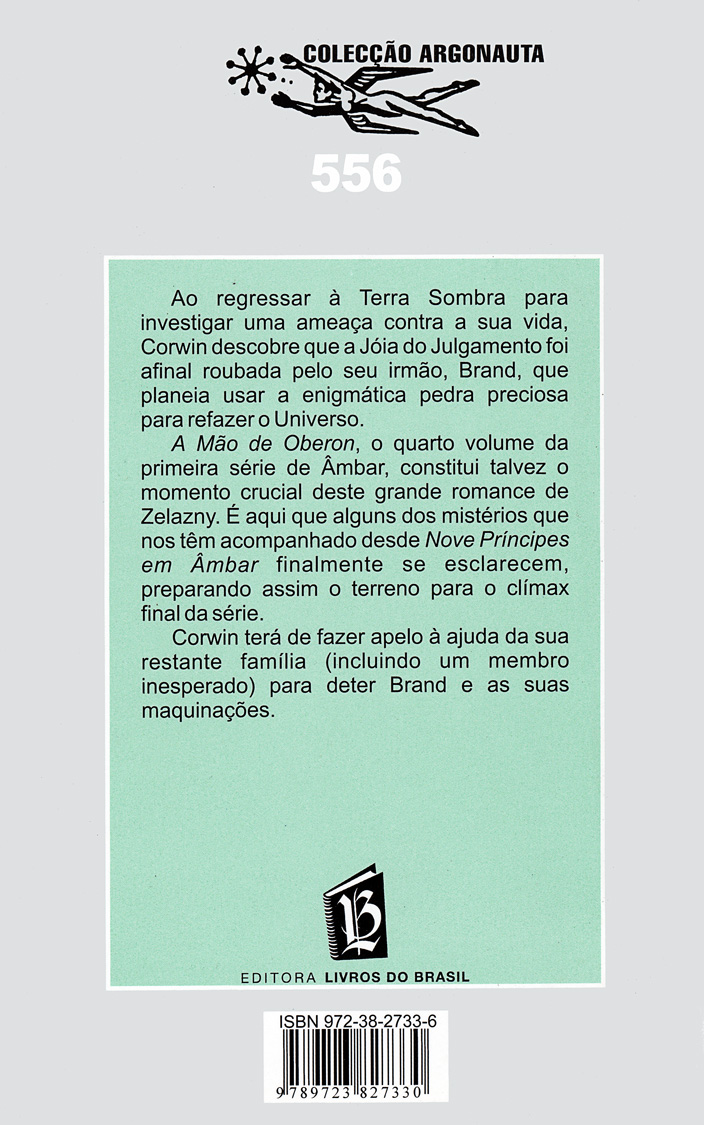 COLECÇÃO ARGONAUTA
556
Ao regressar à Terra Sombra para
investigar uma ameaça contra a sua vida,
Corwin descobre que a Jóia do Julgamento foi
afinal roubada pelo seu irmão, Brand, que
planeia usar a enigmática pedra preciosa
para refazer o Universo.
A Mão de Oberon, o quarto volume da
primeira série de Âmbar, constitui talvez o
momento crucial deste grande romance de
Zelazny. É aqui que alguns dos mistérios que
nos têm acompanhado desde Nove Príncipes
em Âmbar finalmente se esclarecem,
preparando assim o terreno para o clímax
final da série.
Corwin terá de fazer apelo à ajuda da sua
restante família (incluindo um membro
inesperado) para deter Brand e as suas
maquinações.
LB
EDITORA LIVROS DO BRASIL
ISBN 972-38-2733-6
9 789723 827330